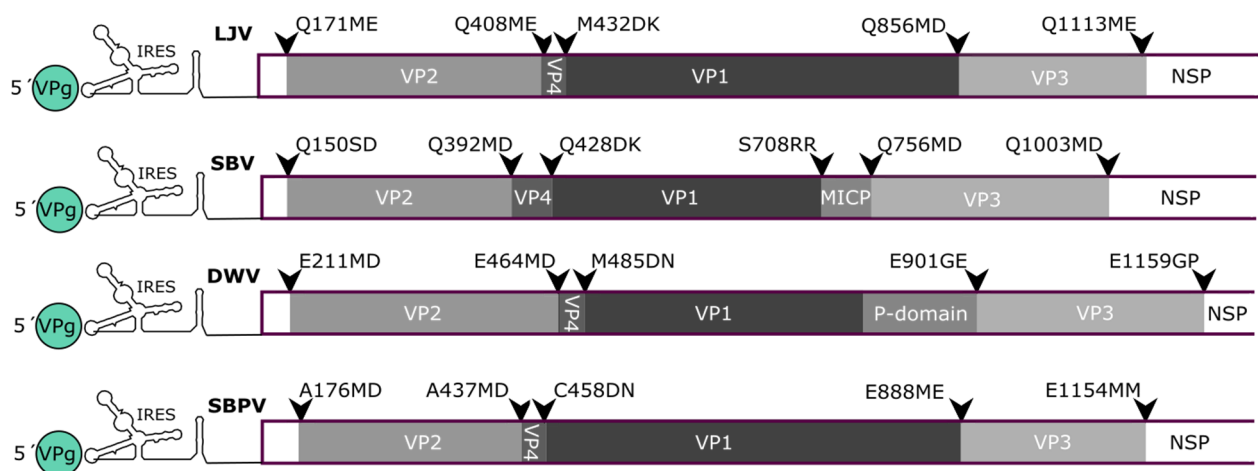 Q171ME Q408ME M432DK Q856MD Q1113ME
LJV
IRES
5´ VPg VP2 VP4 VP1 VP3 NSP
Q150SD Q392MD Q428DK S708RR Q756MD Q1003MD
SBV
IRES
5´ VPg VP2 VP4 VP1 MICP VP3 NSP
E211MD E464MD M485DN E901GE E1159GP
DWV
IRES
5´ VPg VP2 VP4 VP1 P-domain VP3 NSP
A176MD A437MD C458DN E888ME E1154MM
SBPV
IRES
5´ VPg VP2 VP4 VP1 VP3 NSP